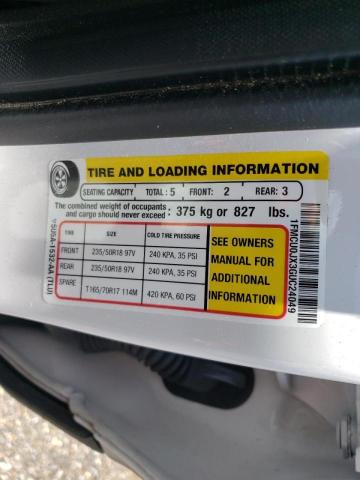 TIRE AND LOADING INFORMATION
SEATING CAPACITY TOTAL: 5 FRONT: 2 REAR: 3
The combined weight of occupants
and cargo should never exceed: 375 kg or 827 lbs.
TIRE SIZE COLD TIRE PRESSURE
FRONT 235/50R18 97V 240 KPA, 35 PSI
REAR 235/50R18 97V 240 KPA, 35 PSI
SPARE T165/70R17 114M 420 KPA, 60 PSI
SEE OWNERS
MANUAL FOR
ADDITIONAL
INFORMATION
1FMCU0JX3GUC24049